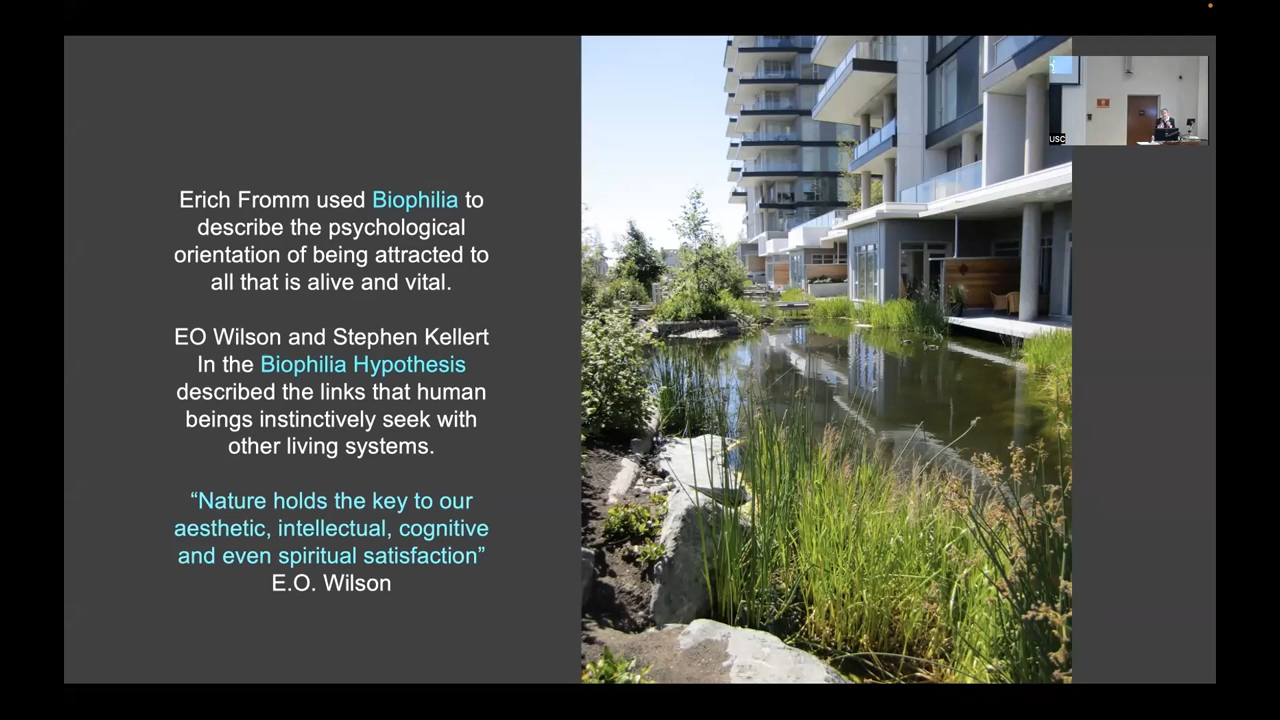 Erich Fromm used Biophilia to
describe the psychological
orientation of being attracted to
all that is alive and vital.
EO Wilson and Stephen Kellert
In the Biophilia Hypothesis
described the links that human
beings instinctively seek with
other living systems.
“Nature holds the key to our
aesthetic, intellectual, cognitive
and even spiritual satisfaction”
E.O. Wilson
USC